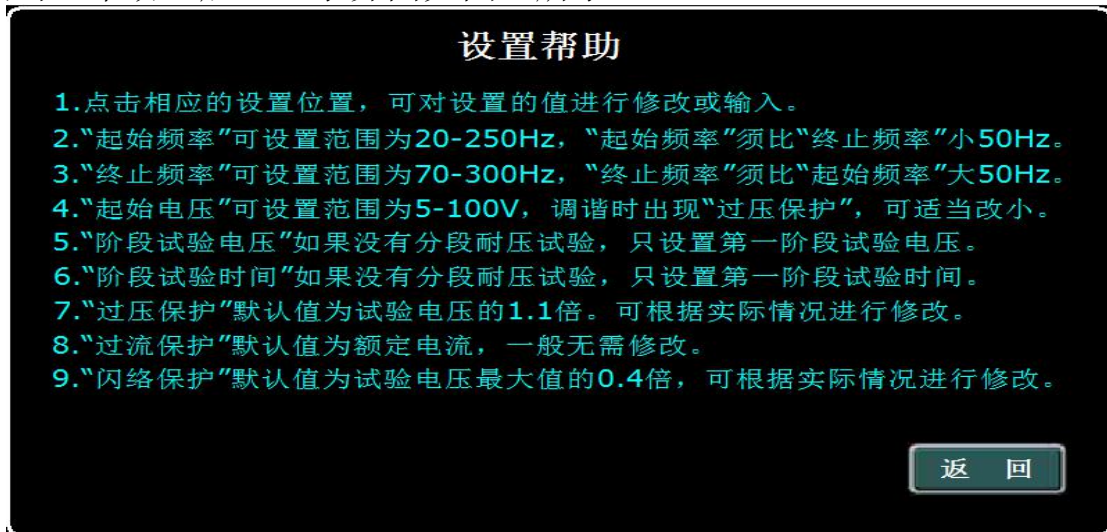 设置帮助
1.点击相应的设置位置，可对设置的值进行修改或输入。
2.“起始频率”可设置范围为20-250Hz，“起始频率”须比“终止频率”小50Hz。
3.“终止频率”可设置范围为70-300Hz，“终止频率”须比“起始频率”大50Hz。
4.“起始电压”可设置范围为5-100V，调谐时出现“过压保护”，可适当改小。
5.“阶段试验电压”如果没有分段耐压试验，只设置第一阶段试验电压。
6.“阶段试验时间”如果没有分段耐压试验，只设置第一阶段试验时间。
7.“过压保护”默认值为试验电压的1.1倍。可根据实际情况进行修改。
8.“过流保护”默认值为额定电流，一般无需修改。
9.“闪络保护”默认值为试验电压最大值的0.4倍，可根据实际情况进行修改。
返 回